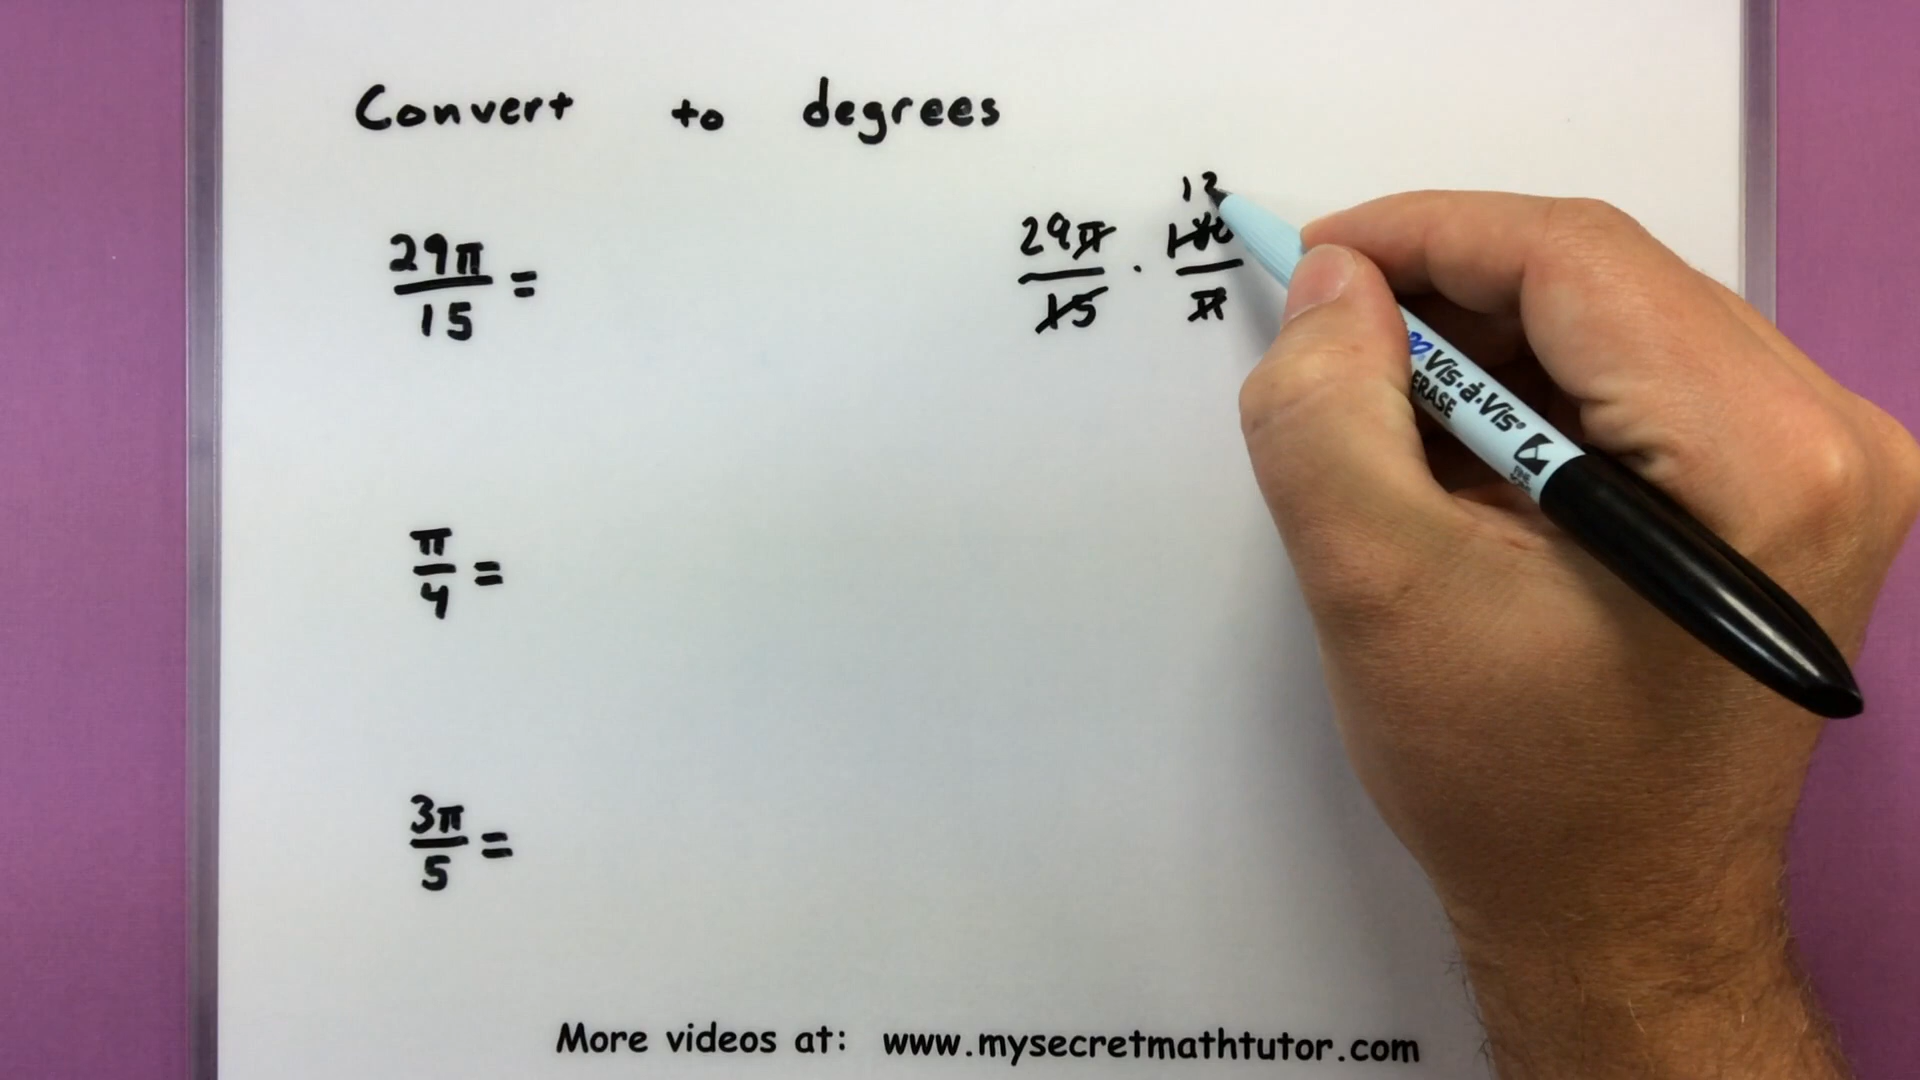 Convert to degrees
29π/15 =
29π/15 · 180/π
12
π/4 =
3π/5 =
Vis·à·Vis®
ERASE
More videos at: www.mysecretmathtutor.com